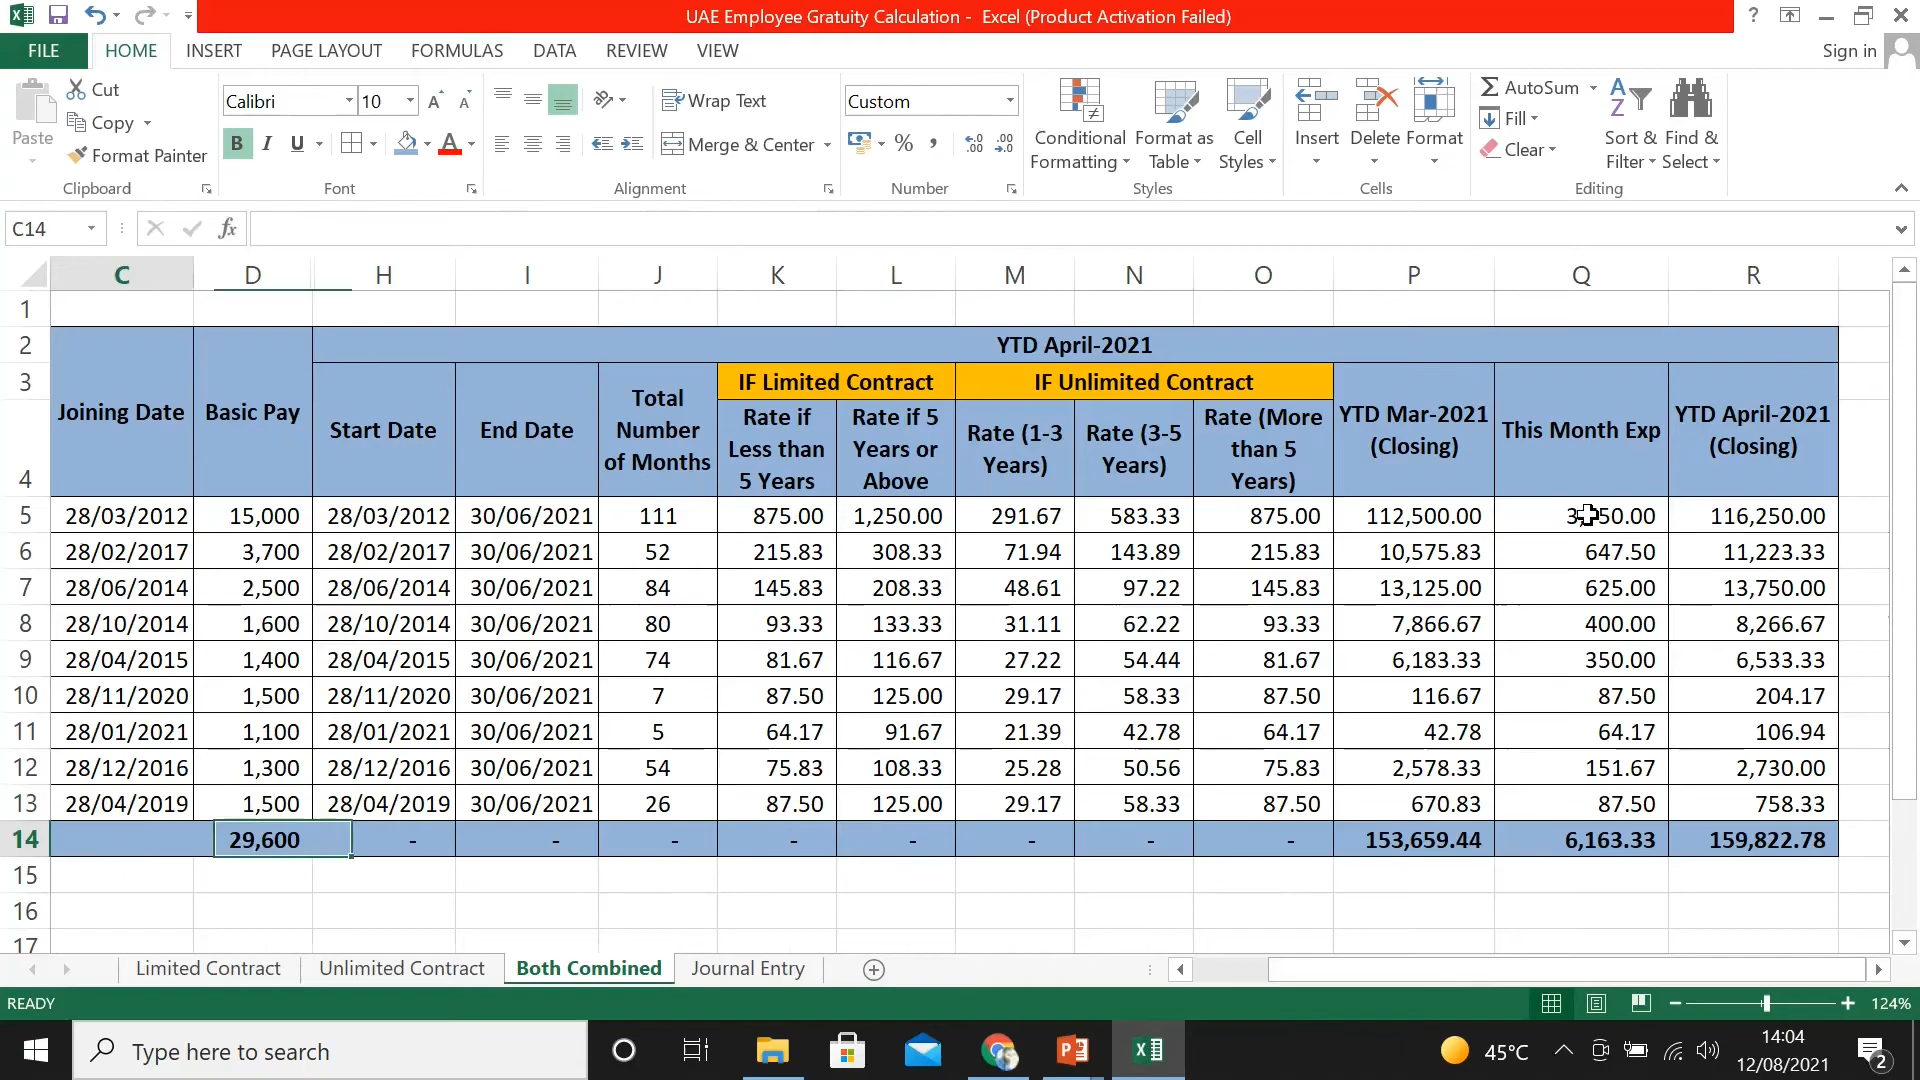 UAE Employee Gratuity Calculation - Excel (Product Activation Failed)
FILE HOME INSERT PAGE LAYOUT FORMULAS DATA REVIEW VIEW Sign in
Paste
Cut
Copy
Format Painter
Clipboard
Calibri 10
B I U
Font
Wrap Text
Merge & Center
Alignment
Custom
%
Number
Conditional Formatting
Format as Table
Cell Styles
Styles
Insert Delete Format
Cells
AutoSum
Fill
Clear
Sort & Filter
Find & Select
Editing
C14 fx
C D H I J K L M N O P Q R
1
2 YTD April-2021
3 IF Limited Contract IF Unlimited Contract
4 Joining Date Basic Pay Start Date End Date Total Number of Months Rate if Less than 5 Years Rate if 5 Years or Above Rate (1-3 Years) Rate (3-5 Years) Rate (More than 5 Years) YTD Mar-2021 (Closing) This Month Exp YTD April-2021 (Closing)
5 28/03/2012 15,000 28/03/2012 30/06/2021 111 875.00 1,250.00 291.67 583.33 875.00 112,500.00 116,250.00
6 28/02/2017 3,700 28/02/2017 30/06/2021 52 215.83 308.33 71.94 143.89 215.83 10,575.83 647.50 11,223.33
7 28/06/2014 2,500 28/06/2014 30/06/2021 84 145.83 208.33 48.61 97.22 145.83 13,125.00 625.00 13,750.00
8 28/10/2014 1,600 28/10/2014 30/06/2021 80 93.33 133.33 31.11 62.22 93.33 7,866.67 400.00 8,266.67
9 28/04/2015 1,400 28/04/2015 30/06/2021 74 81.67 116.67 27.22 54.44 81.67 6,183.33 350.00 6,533.33
10 28/11/2020 1,500 28/11/2020 30/06/2021 7 87.50 125.00 29.17 58.33 87.50 116.67 87.50 204.17
11 28/01/2021 1,100 28/01/2021 30/06/2021 5 64.17 91.67 21.39 42.78 64.17 42.78 64.17 106.94
12 28/12/2016 1,300 28/12/2016 30/06/2021 54 75.83 108.33 25.28 50.56 75.83 2,578.33 151.67 2,730.00
13 28/04/2019 1,500 28/04/2019 30/06/2021 26 87.50 125.00 29.17 58.33 87.50 670.83 87.50 758.33
14 29,600 - - - - - - - - 153,659.44 6,163.33 159,822.78
15
16
17
Limited Contract Unlimited Contract Both Combined Journal Entry
READY 124%
Type here to search
45°C
14:04
12/08/2021
2